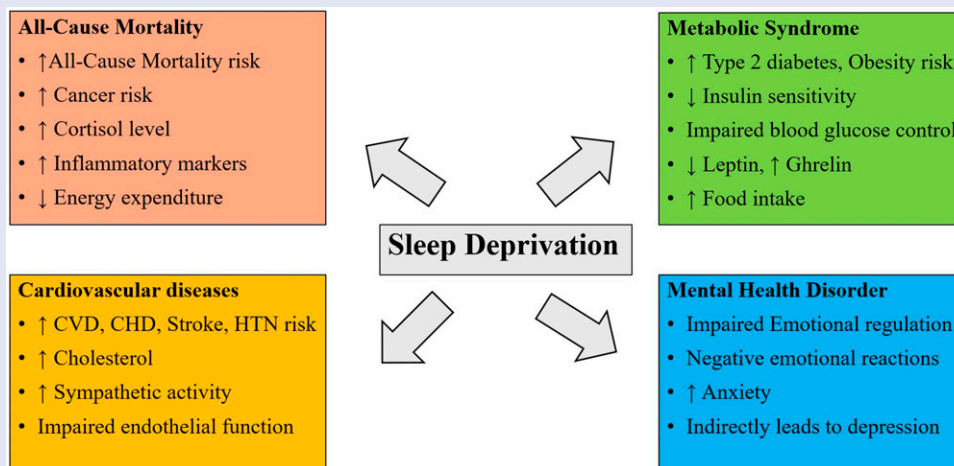 All-Cause Mortality
• ↑All-Cause Mortality risk
• ↑ Cancer risk
• ↑ Cortisol level
• ↑ Inflammatory markers
• ↓ Energy expenditure
Metabolic Syndrome
• ↑ Type 2 diabetes, Obesity risk
• ↓ Insulin sensitivity
• Impaired blood glucose control
• ↓ Leptin, ↑ Ghrelin
• ↑ Food intake
Sleep Deprivation
Cardiovascular diseases
• ↑ CVD, CHD, Stroke, HTN risk
• ↑ Cholesterol
• ↑ Sympathetic activity
• Impaired endothelial function
Mental Health Disorder
• Impaired Emotional regulation
• Negative emotional reactions
• ↑ Anxiety
• Indirectly leads to depression